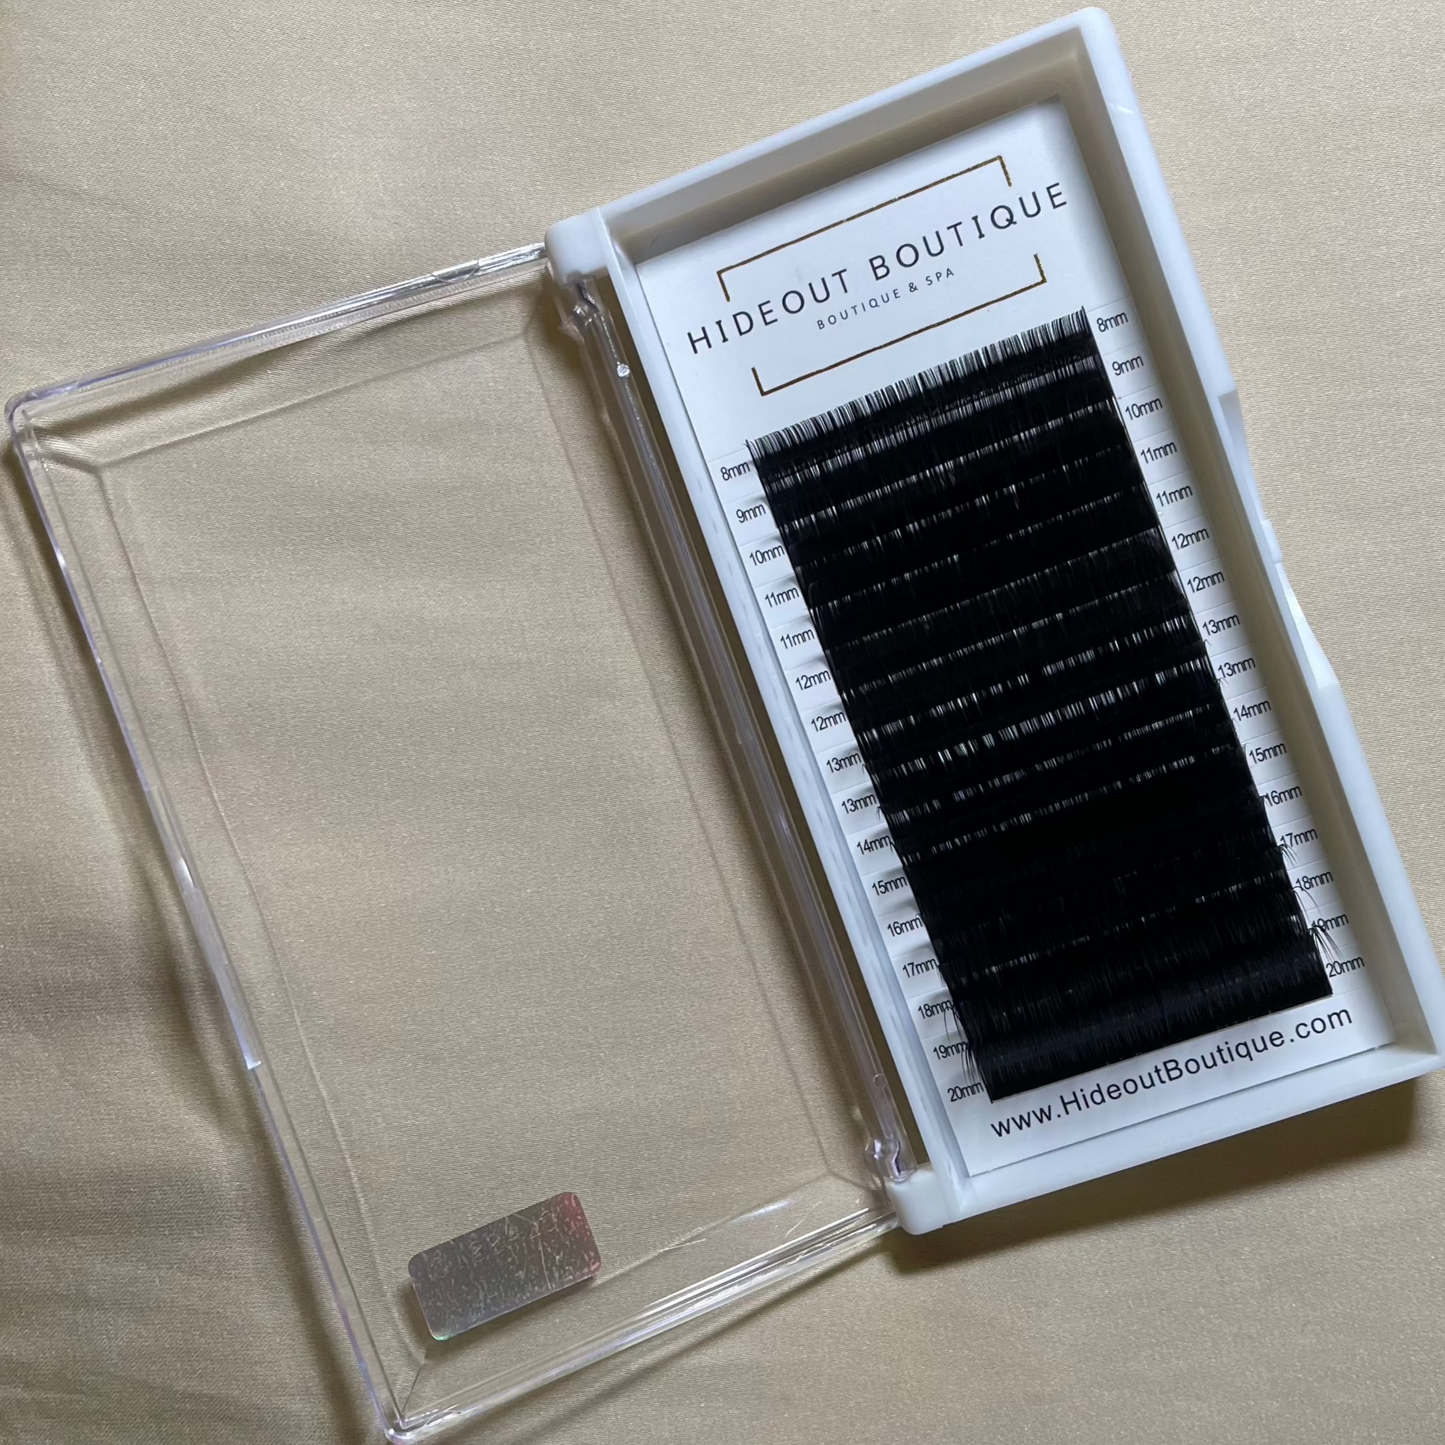 HIDEOUT BOUTIQUE
BOUTIQUE & SPA
8mm 8mm
9mm 9mm
10mm 10mm
11mm 11mm
11mm 11mm
12mm 12mm
12mm 12mm
13mm 13mm
13mm 13mm
14mm 14mm
15mm 15mm
16mm 16mm
17mm 17mm
18mm 18mm
19mm 19mm
20mm 20mm
www.HideoutBoutique.com